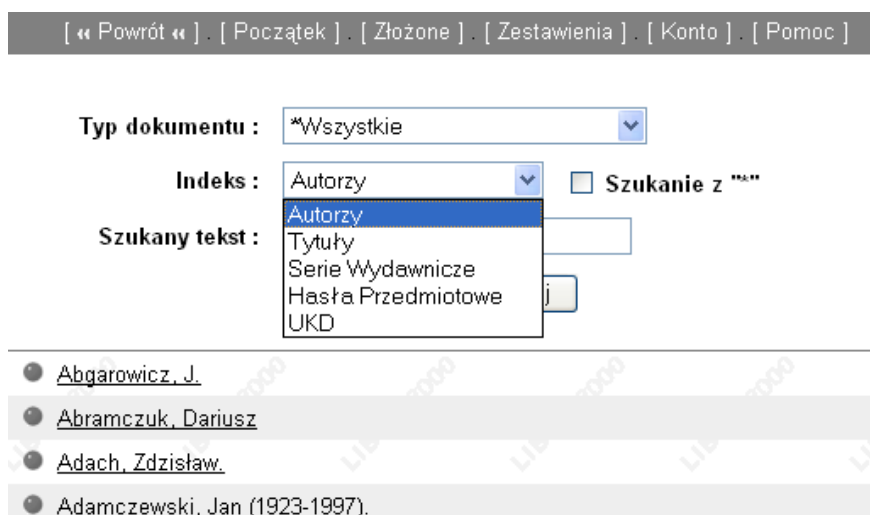 [ « Powrót « ] . [ Początek ] . [ Złożone ] . [ Zestawienia ] . [ Konto ] . [ Pomoc ]
Typ dokumentu : *Wszystkie
Indeks : Autorzy Szukanie z "*"
Autorzy
Szukany tekst :
Tytuły
Serie Wydawnicze
Hasła Przedmiotowe
UKD
Abgarowicz, J.
Abramczuk, Dariusz
Adach, Zdzisław.
Adamczewski, Jan (1923-1997).